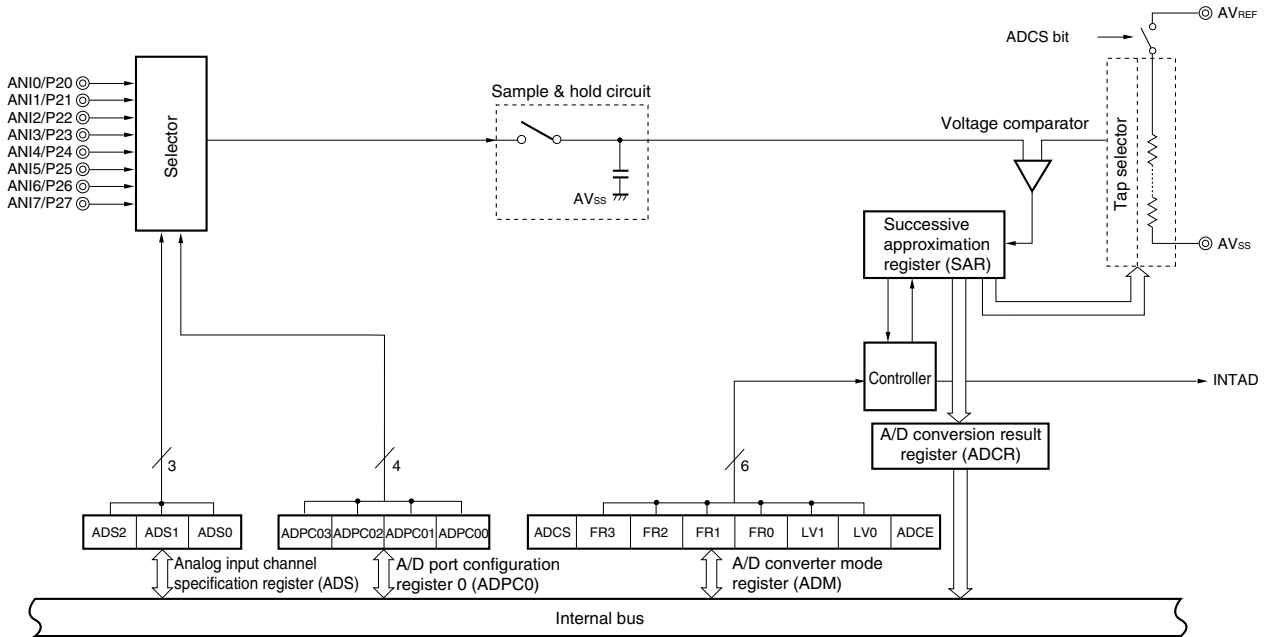 AVREF
ADCS bit
ANI0/P20
ANI1/P21
ANI2/P22
ANI3/P23
ANI4/P24
ANI5/P25
ANI6/P26
ANI7/P27
Selector
Sample & hold circuit
AVSS
Voltage comparator
Tap selector
AVSS
Successive
approximation
register (SAR)
Controller
INTAD
A/D conversion result
register (ADCR)
3
4
6
ADS2 ADS1 ADS0
ADPC03 ADPC02 ADPC01 ADPC00
ADCS FR3 FR2 FR1 FR0 LV1 LV0 ADCE
Analog input channel
specification register (ADS)
A/D port configuration
register 0 (ADPC0)
A/D converter mode
register (ADM)
Internal bus